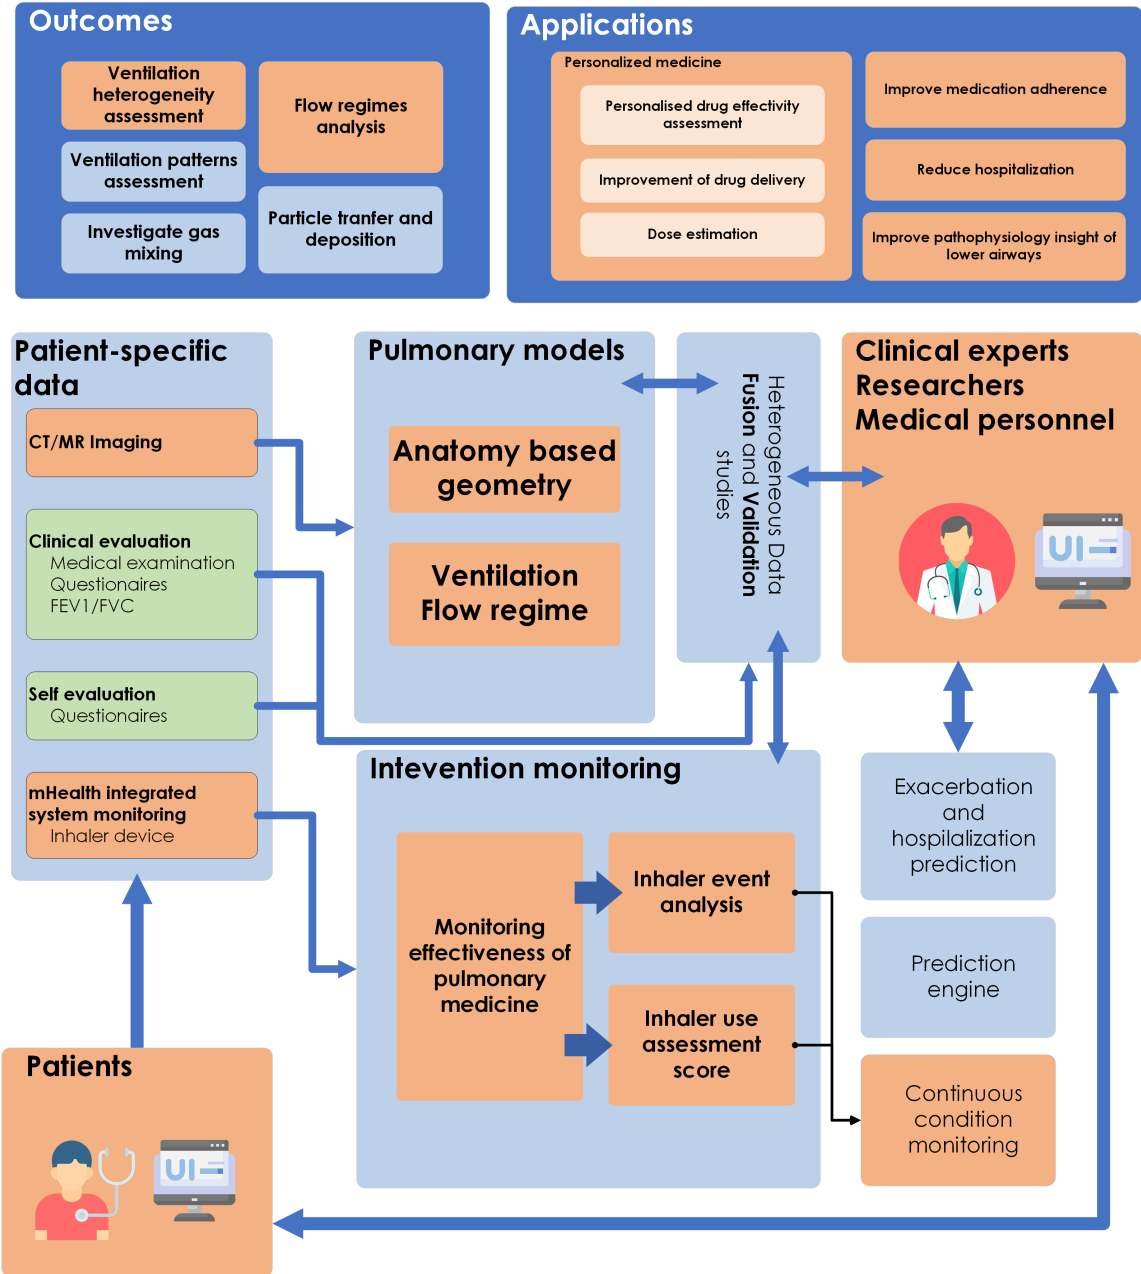 Outcomes
Ventilation
heterogeneity
assessment
Flow regimes
analysis
Ventilation patterns
assessment
Investigate gas
mixing
Particle tranfer and
deposition
Applications
Personalized medicine
Personalised drug effectivity
assessment
Improvement of drug delivery
Dose estimation
Improve medication adherence
Reduce hospitalization
Improve pathophysiology insight of
lower airways
Patient-specific
data
CT/MR Imaging
Clinical evaluation
Medical examination
Questionaires
FEV1/FVC
Self evaluation
Questionaires
mHealth integrated
system monitoring
Inhaler device
Pulmonary models
Anatomy based
geometry
Ventilation
Flow regime
Heterogeneous Data
Fusion and Validation
studies
Clinical experts
Researchers
Medical personnel
UI
Intevention monitoring
Monitoring
effectiveness of
pulmonary
medicine
Inhaler event
analysis
Inhaler use
assessment
score
Exacerbation
and
hospilalization
prediction
Prediction
engine
Continuous
condition
monitoring
Patients
UI